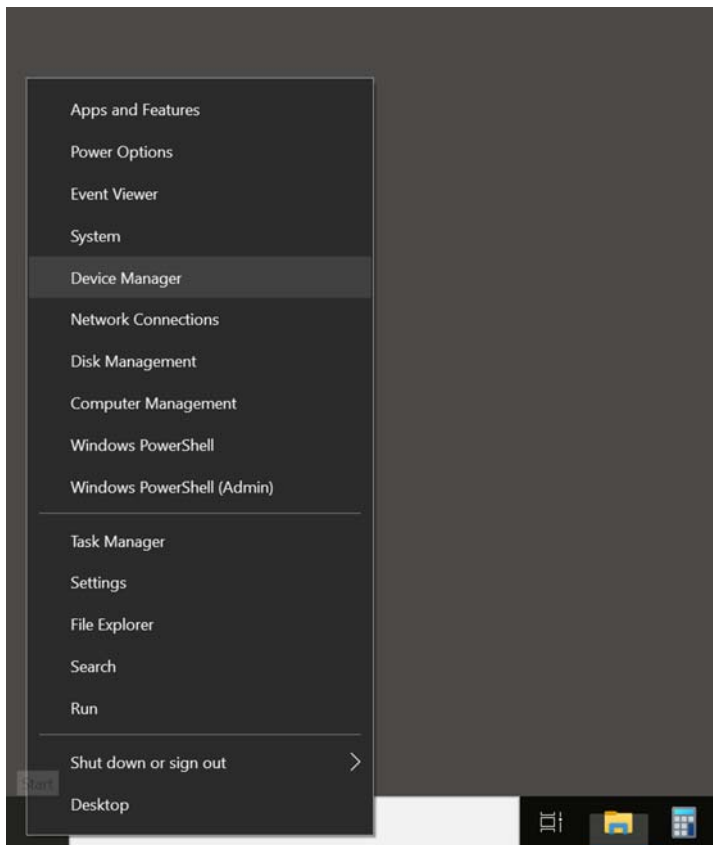 Apps and Features
Power Options
Event Viewer
System
Device Manager
Network Connections
Disk Management
Computer Management
Windows PowerShell
Windows PowerShell (Admin)
Task Manager
Settings
File Explorer
Search
Run
Shut down or sign out
Start
Desktop